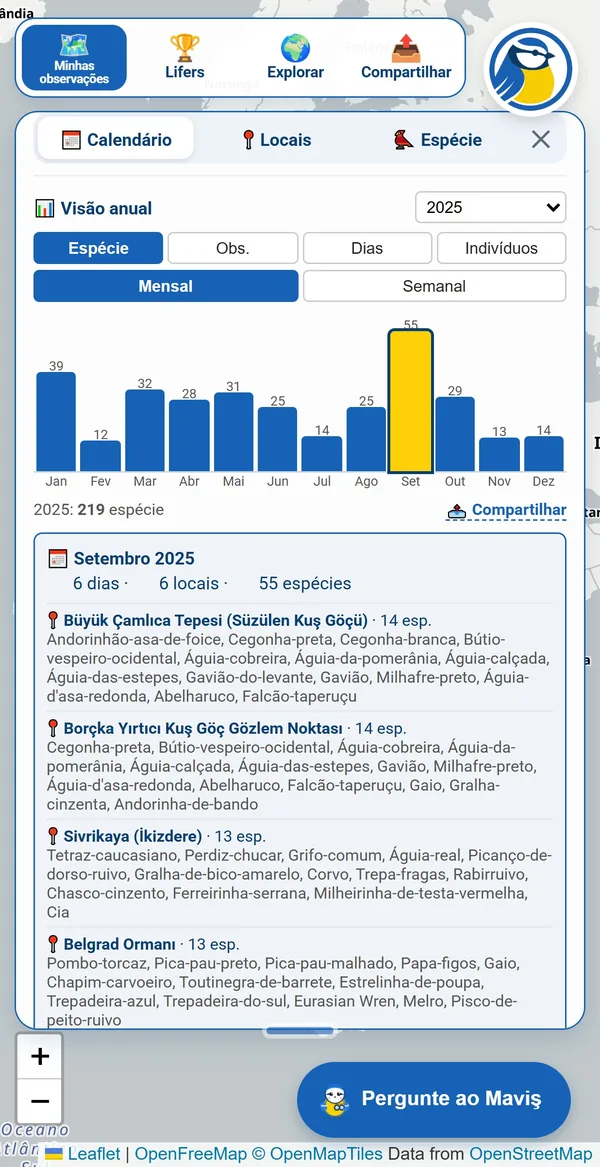 ândia
Minhas
observações
Lifers
Explorar
Compartilhar
Calendário
Locais
Espécie
Visão anual
2025
Espécie
Obs.
Dias
Indivíduos
Mensal
Semanal
39
12
32
28
31
25
14
25
55
29
13
14
Jan
Fev
Mar
Abr
Mai
Jun
Jul
Ago
Set
Out
Nov
Dez
2025: 219 espécie
Compartilhar
Setembro 2025
6 dias · 6 locais · 55 espécies
Büyük Çamlıca Tepesi (Süzülen Kuş Göçü) · 14 esp.
Andorinhão-asa-de-foice, Cegonha-preta, Cegonha-branca, Bútio-
vespeiro-ocidental, Águia-cobreira, Águia-da-pomerânia, Águia-calçada,
Águia-das-estepes, Gavião-do-levante, Gavião, Milhafre-preto, Águia-
d'asa-redonda, Abelharuco, Falcão-taperuçu
Borçka Yırtıcı Kuş Göç Gözlem Noktası · 14 esp.
Cegonha-preta, Bútio-vespeiro-ocidental, Águia-cobreira, Águia-da-
pomerânia, Águia-calçada, Águia-das-estepes, Gavião, Milhafre-preto,
Águia-d'asa-redonda, Abelharuco, Falcão-taperuçu, Gaio, Gralha-
cinzenta, Andorinha-de-bando
Sivrikaya (İkizdere) · 13 esp.
Tetraz-caucasiano, Perdiz-chucar, Grifo-comum, Águia-real, Picanço-de-
dorso-ruivo, Gralha-de-bico-amarelo, Corvo, Trepa-fragas, Rabirruivo,
Chasco-cinzento, Ferreirinha-serrana, Milheirinha-de-testa-vermelha,
Cia
Belgrad Ormanı · 13 esp.
Pombo-torcaz, Pica-pau-preto, Pica-pau-malhado, Papa-figos, Gaio,
Chapim-carvoeiro, Toutinegra-de-barrete, Estrelinha-de-poupa,
Trepadeira-azul, Trepadeira-do-sul, Eurasian Wren, Melro, Pisco-de-
peito-ruivo
+
−
Pergunte ao Maviş
Oceano
Leaflet | OpenFreeMap © OpenMapTiles Data from OpenStreetMap